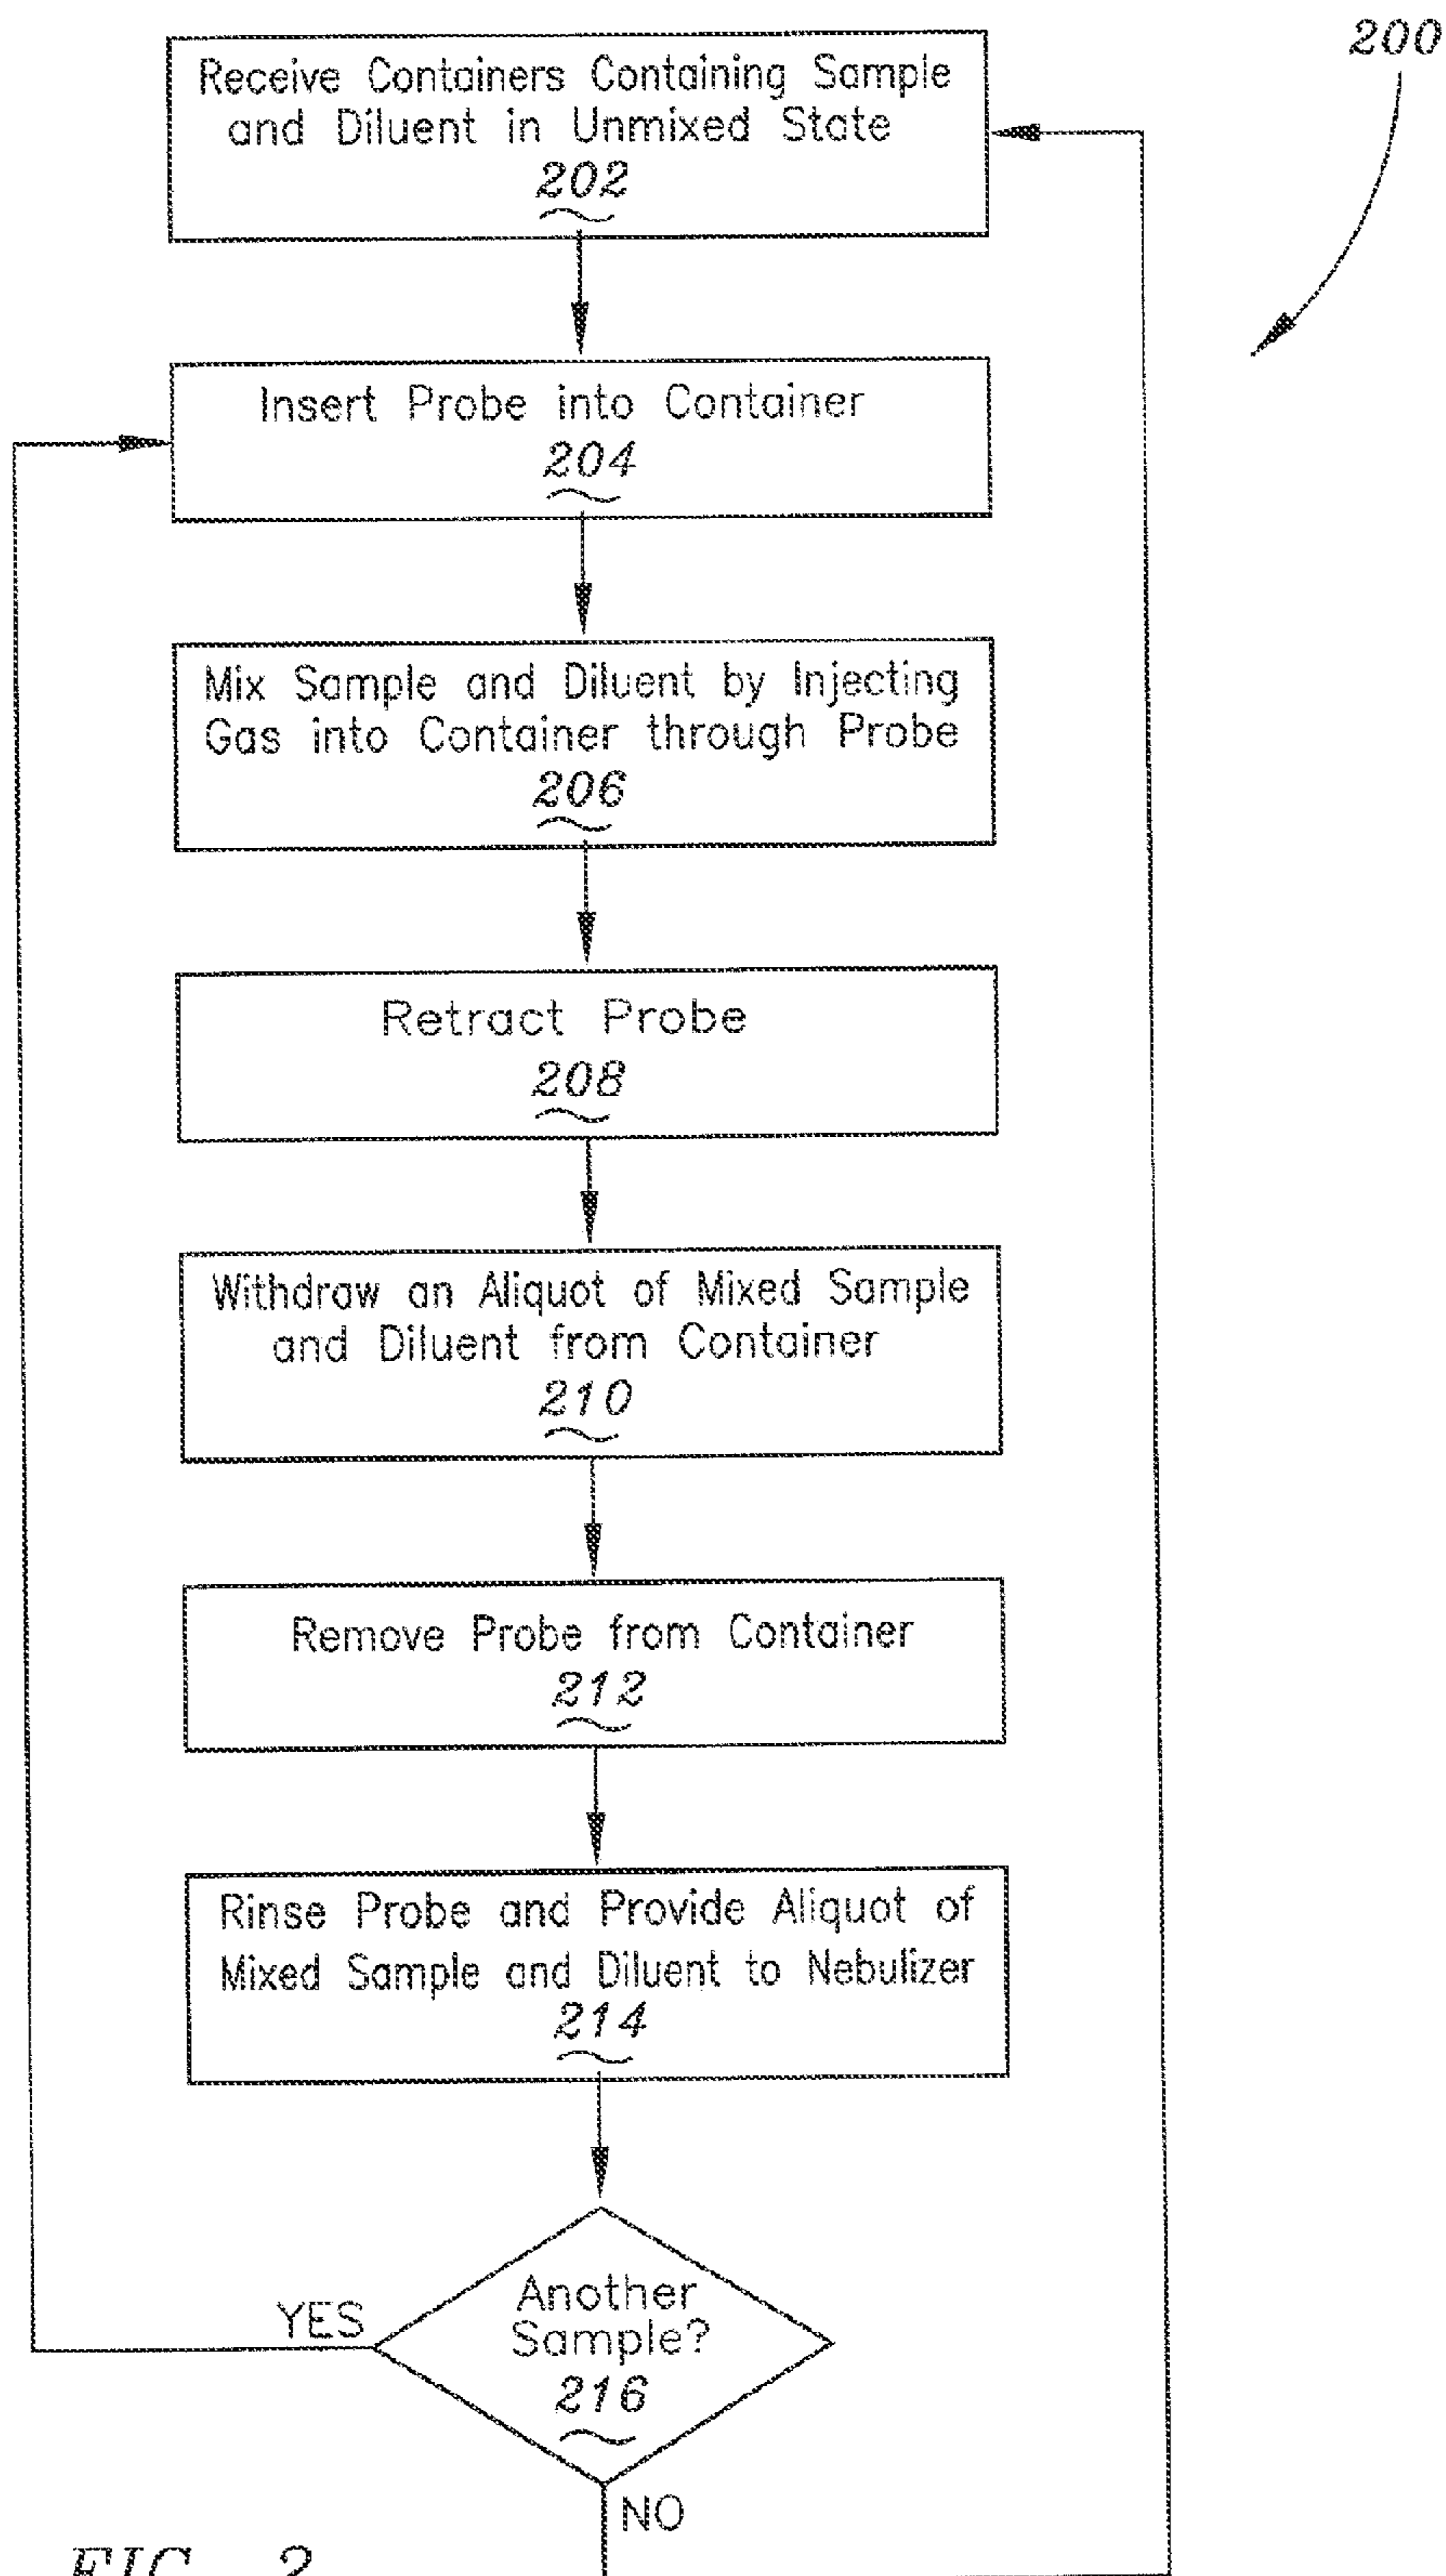 200
Receive Containers Containing Sample
and Diluent in Unmixed State
202
Insert Probe into Container
204
Mix Sample and Diluent by Injecting
Gas into Container through Probe
206
Retract Probe
208
Withdraw an Aliquot of Mixed Sample
and Diluent from Container
210
Remove Probe from Container
212
Rinse Probe and Provide Aliquot of
Mixed Sample and Diluent to Nebulizer
214
Another
Sample?
216
YES
NO
FIG. 2